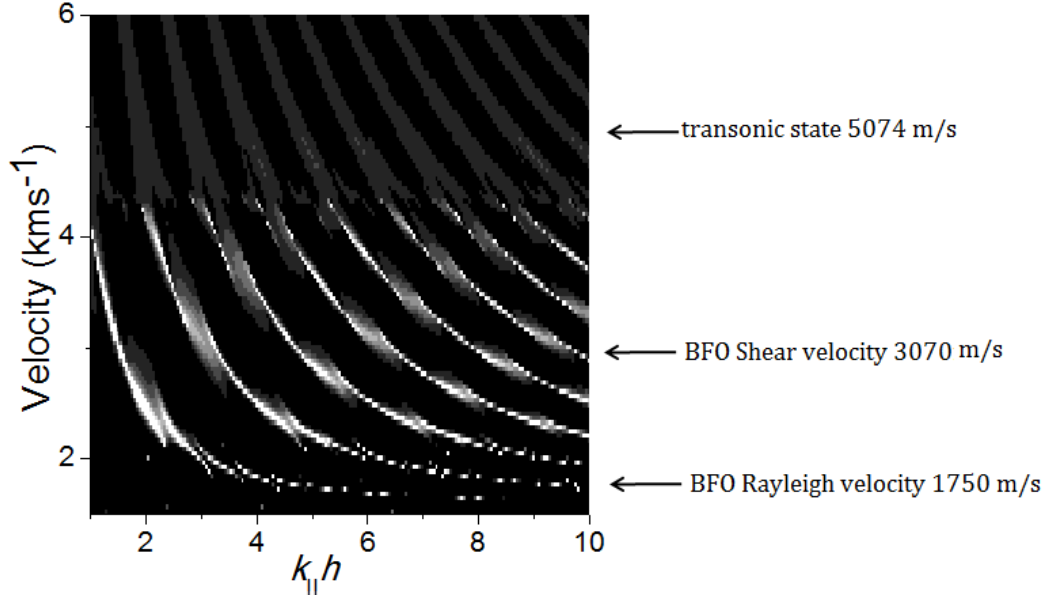 6
transonic state 5074 m/s
Velocity (kms-1)
4
BFO Shear velocity 3070 m/s
2
BFO Rayleigh velocity 1750 m/s
2 4 6 8 10
k||h